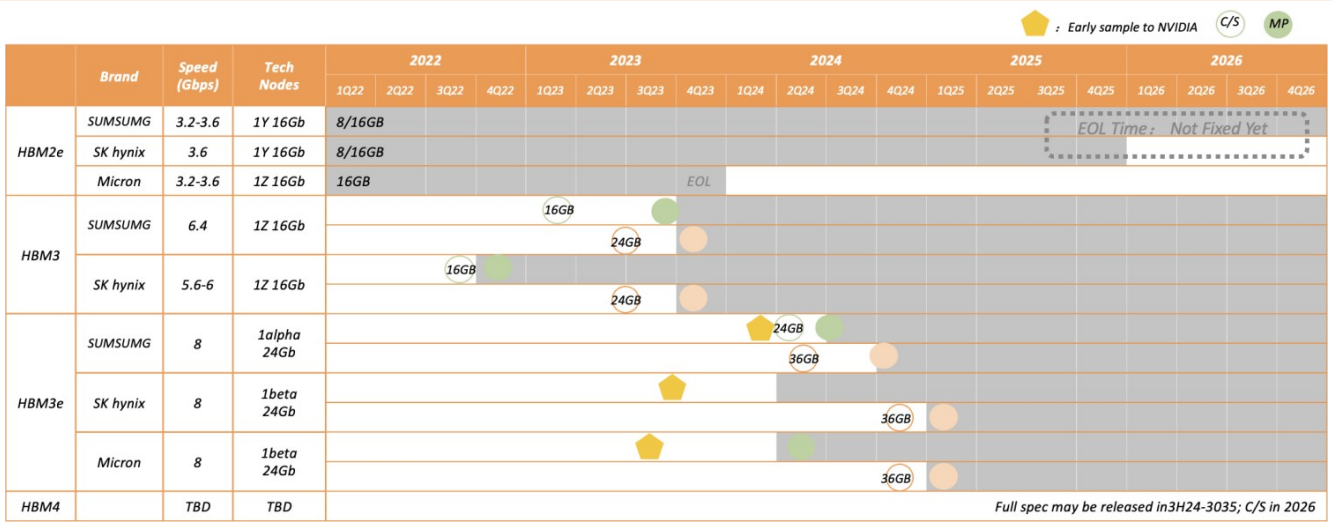 : Early sample to NVIDIA C/S MP
Brand Speed (Gbps) Tech Nodes 2022 2023 2024 2025 2026
1Q22 2Q22 3Q22 4Q22 1Q23 2Q23 3Q23 4Q23 1Q24 2Q24 3Q24 4Q24 1Q25 2Q25 3Q25 4Q25 1Q26 2Q26 3Q26 4Q26
HBM2e
SUMSUMG 3.2-3.6 1Y 16Gb 8/16GB
EOL Time： Not Fixed Yet
SK hynix 3.6 1Y 16Gb 8/16GB
Micron 3.2-3.6 1Z 16Gb 16GB EOL
HBM3
SUMSUMG 6.4 1Z 16Gb
16GB
24GB
SK hynix 5.6-6 1Z 16Gb
16GB
24GB
HBM3e
SUMSUMG 8 1alpha 24Gb
24GB
36GB
SK hynix 8 1beta 24Gb
36GB
Micron 8 1beta 24Gb
36GB
HBM4 TBD TBD Full spec may be released in3H24-3035; C/S in 2026